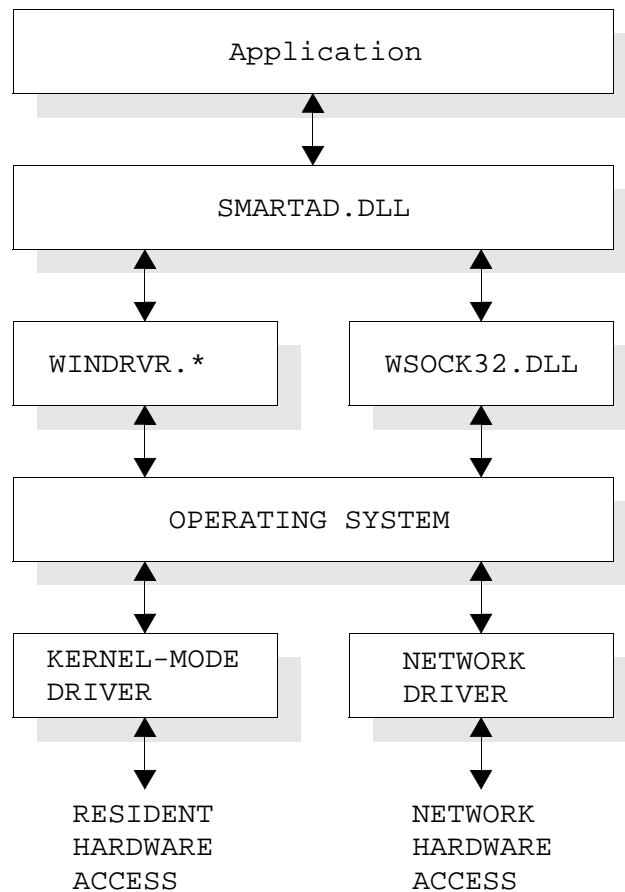 Application
SMARTAD.DLL
WINDRVR.*
WSOCK32.DLL
OPERATING SYSTEM
KERNEL-MODE
DRIVER
NETWORK
DRIVER
RESIDENT
HARDWARE
ACCESS
NETWORK
HARDWARE
ACCESS